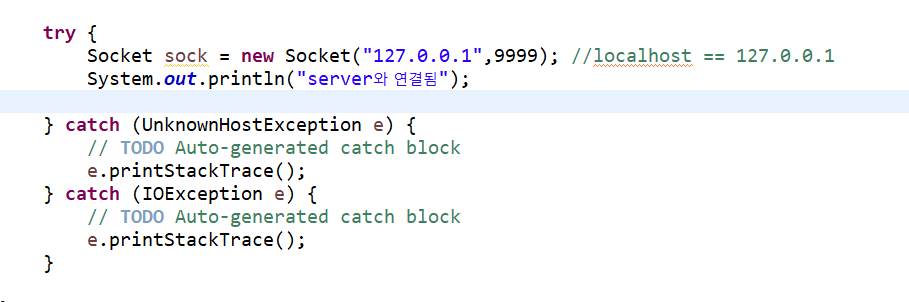 try {
Socket sock = new Socket("127.0.0.1",9999); //localhost == 127.0.0.1
System.out.println("server와 연결됨");
} catch (UnknownHostException e) {
// TODO Auto-generated catch block
e.printStackTrace();
} catch (IOException e) {
// TODO Auto-generated catch block
e.printStackTrace();
}